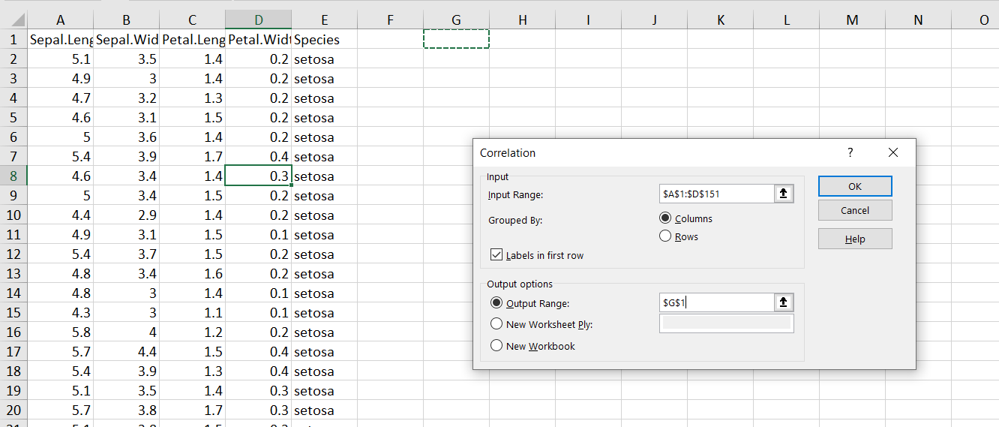 A B C D E F G H I J K L M N O
1 Sepal.Leng Sepal.Wid Petal.Leng Petal.Widt Species
2 5.1 3.5 1.4 0.2 setosa
3 4.9 3 1.4 0.2 setosa
4 4.7 3.2 1.3 0.2 setosa
5 4.6 3.1 1.5 0.2 setosa
6 5 3.6 1.4 0.2 setosa
7 5.4 3.9 1.7 0.4 setosa
8 4.6 3.4 1.4 0.3 setosa
9 5 3.4 1.5 0.2 setosa
10 4.4 2.9 1.4 0.2 setosa
11 4.9 3.1 1.5 0.1 setosa
12 5.4 3.7 1.5 0.2 setosa
13 4.8 3.4 1.6 0.2 setosa
14 4.8 3 1.4 0.1 setosa
15 4.3 3 1.1 0.1 setosa
16 5.8 4 1.2 0.2 setosa
17 5.7 4.4 1.5 0.4 setosa
18 5.4 3.9 1.3 0.4 setosa
19 5.1 3.5 1.4 0.3 setosa
20 5.7 3.8 1.7 0.3 setosa
Correlation ?
Input
Input Range: $A$1:$D$151
Grouped By: Columns
Rows
Labels in first row
Output options
Output Range: $G$1
New Worksheet Ply:
New Workbook
OK
Cancel
Help